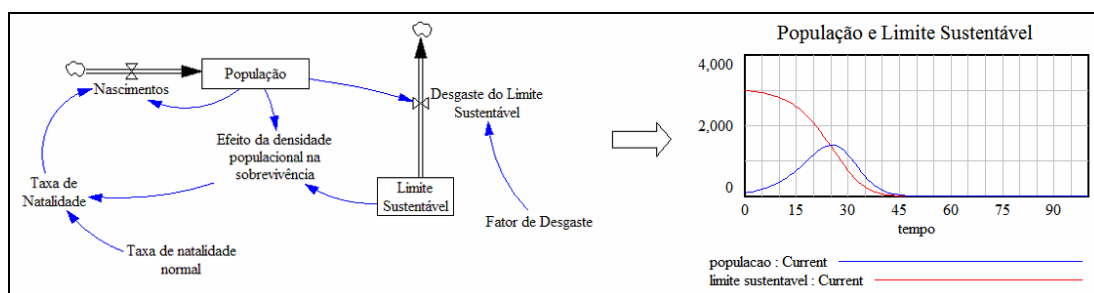 Nascimentos
População
Desgaste do Limite
Sustentável
Efeito da densidade
populacional na
sobrevivência
Taxa de
Natalidade
Limite
Sustentável
Fator de Desgaste
Taxa de natalidade
normal
População e Limite Sustentável
4,000
2,000
0
0 15 30 45 60 75 90
tempo
populacao : Current
limite sustentável : Current